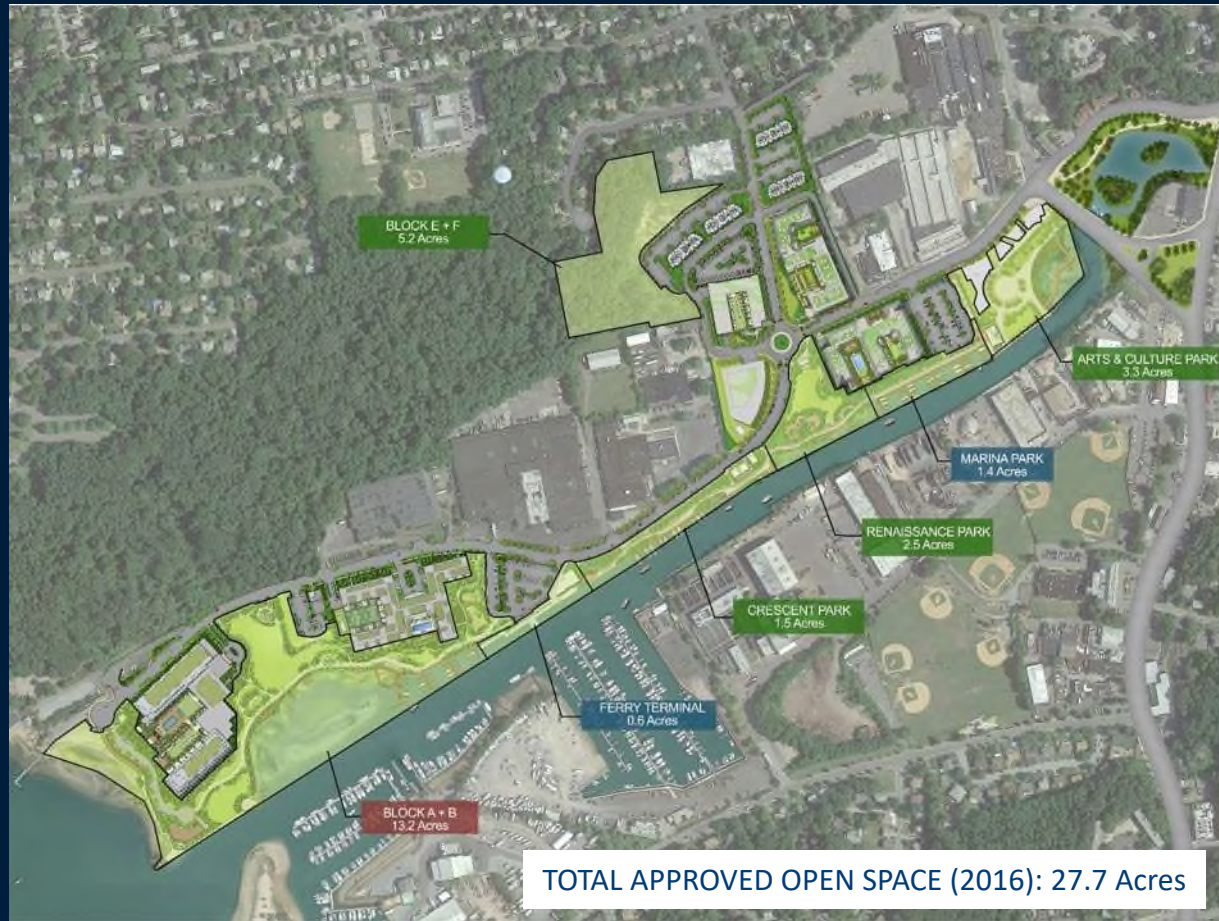 BLOCK E + F
5.2 Acres
ARTS & CULTURE PARK
3.3 Acres
MARINA PARK
1.4 Acres
RENAISSANCE PARK
2.5 Acres
CRESCENT PARK
1.5 Acres
FERRY TERMINAL
0.6 Acres
BLOCK A + B
13.2 Acres
TOTAL APPROVED OPEN SPACE (2016): 27.7 Acres